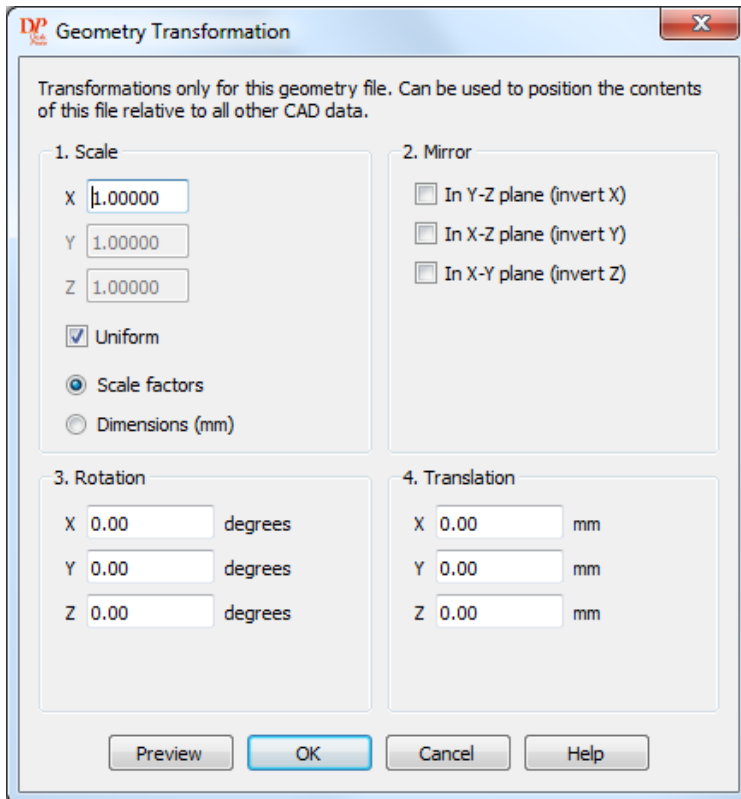 Geometry Transformation
Transformations only for this geometry file. Can be used to position the contents
of this file relative to all other CAD data.
1. Scale
X 1.00000
Y 1.00000
Z 1.00000
Uniform
Scale factors
Dimensions (mm)
2. Mirror
In Y-Z plane (invert X)
In X-Z plane (invert Y)
In X-Y plane (invert Z)
3. Rotation
X 0.00 degrees
Y 0.00 degrees
Z 0.00 degrees
4. Translation
X 0.00 mm
Y 0.00 mm
Z 0.00 mm
Preview OK Cancel Help